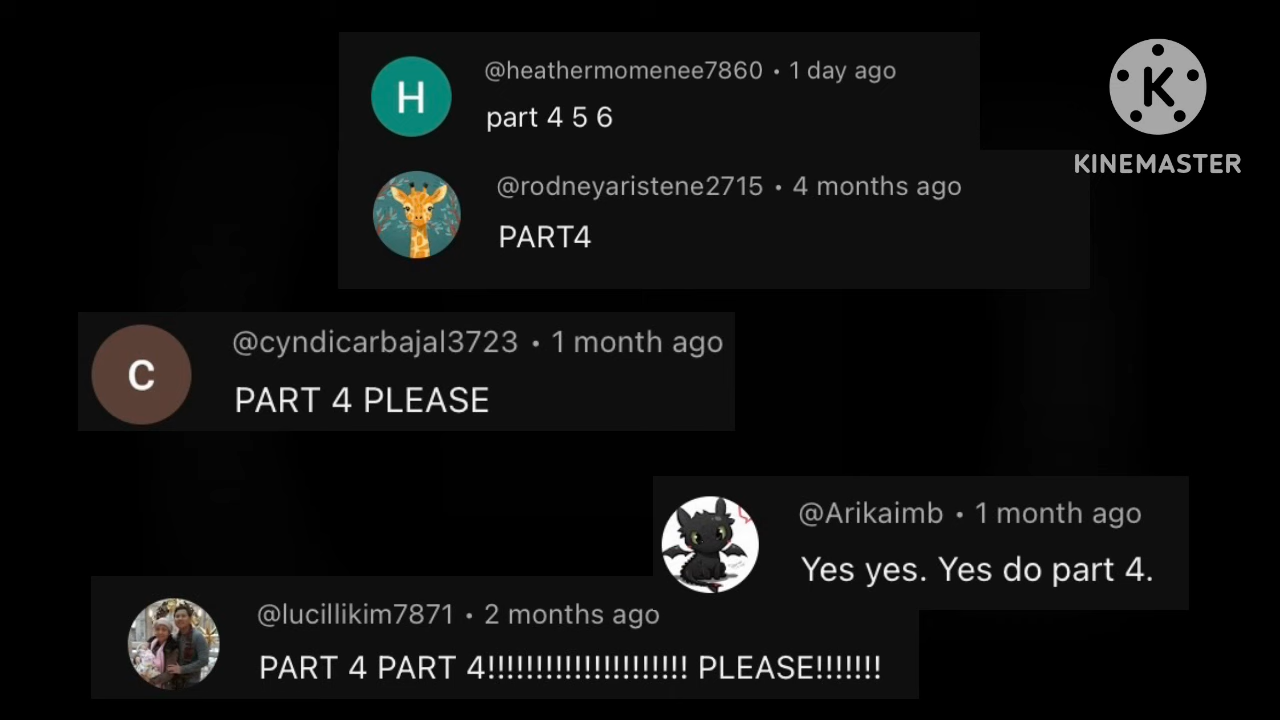 @heathermomenee7860 • 1 day ago
H
part 4 5 6
K
KINEMASTER
@rodneyaristene2715 • 4 months ago
PART4
@cyndicarbajal3723 • 1 month ago
C
PART 4 PLEASE
@Arikaimb • 1 month ago
Yes yes. Yes do part 4.
@lucillikim7871 • 2 months ago
PART 4 PART 4!!!!!!!!!!!!!!!!!!!!! PLEASE!!!!!!!